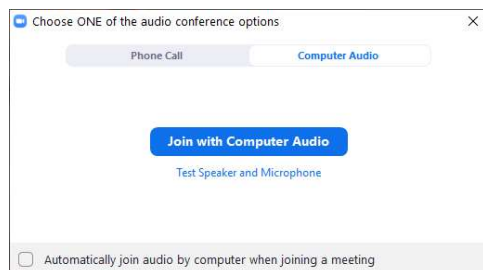 Choose ONE of the audio conference options
Phone Call
Computer Audio
Join with Computer Audio
Test Speaker and Microphone
Automatically join audio by computer when joining a meeting